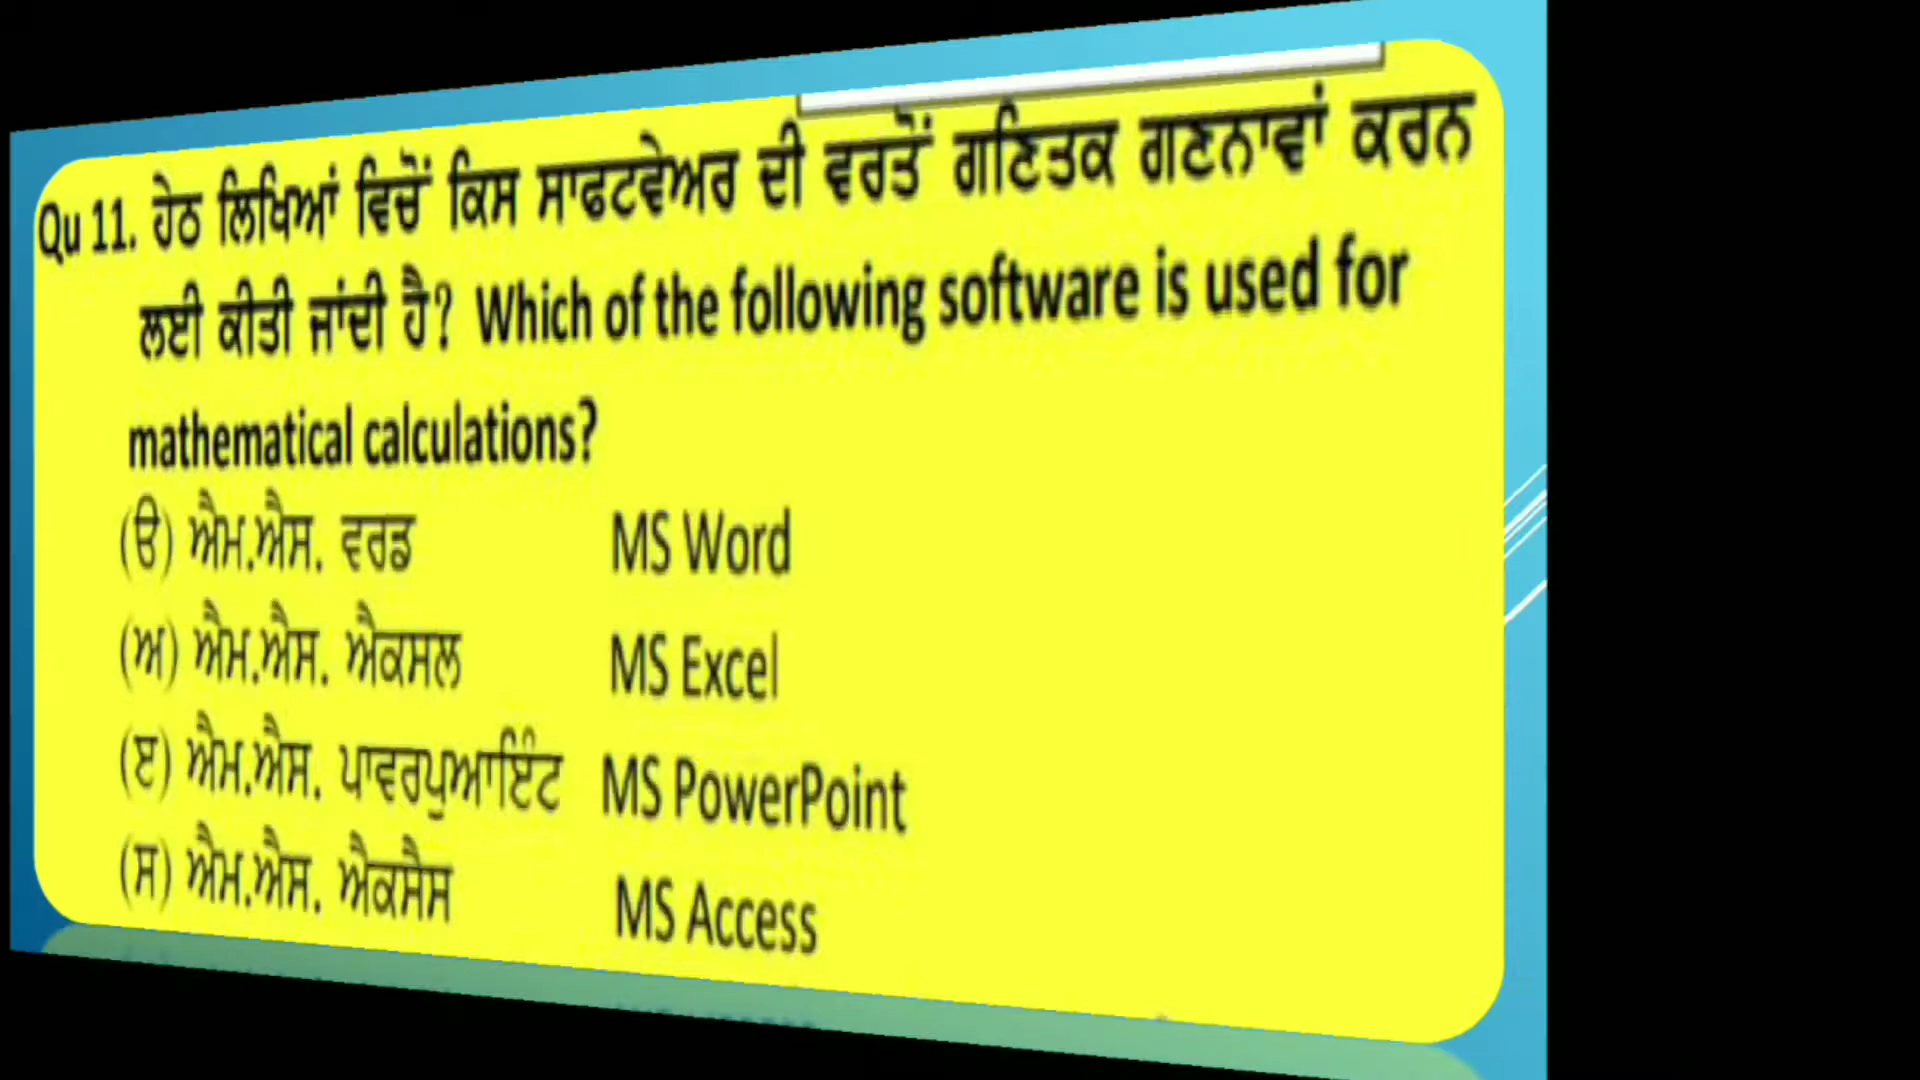 Qu 11. ਹੇਠ ਲਿਖਿਆਂ ਵਿਚੋਂ ਕਿਸ ਸਾਫਟਵੇਅਰ ਦੀ ਵਰਤੋਂ ਗਣਿਤਕ ਗਣਨਾਵਾਂ ਕਰਨ
ਲਈ ਕੀਤੀ ਜਾਂਦੀ ਹੈ? Which of the following software is used for
mathematical calculations?
(ੳ) ਐਮ.ਐਸ. ਵਰਡ MS Word
(ਅ) ਐਮ.ਐਸ. ਐਕਸਲ MS Excel
(ੲ) ਐਮ.ਐਸ. ਪਾਵਰਪੁਆਇੰਟ MS PowerPoint
(ਸ) ਐਮ.ਐਸ. ਐਕਸੈਸ MS Access